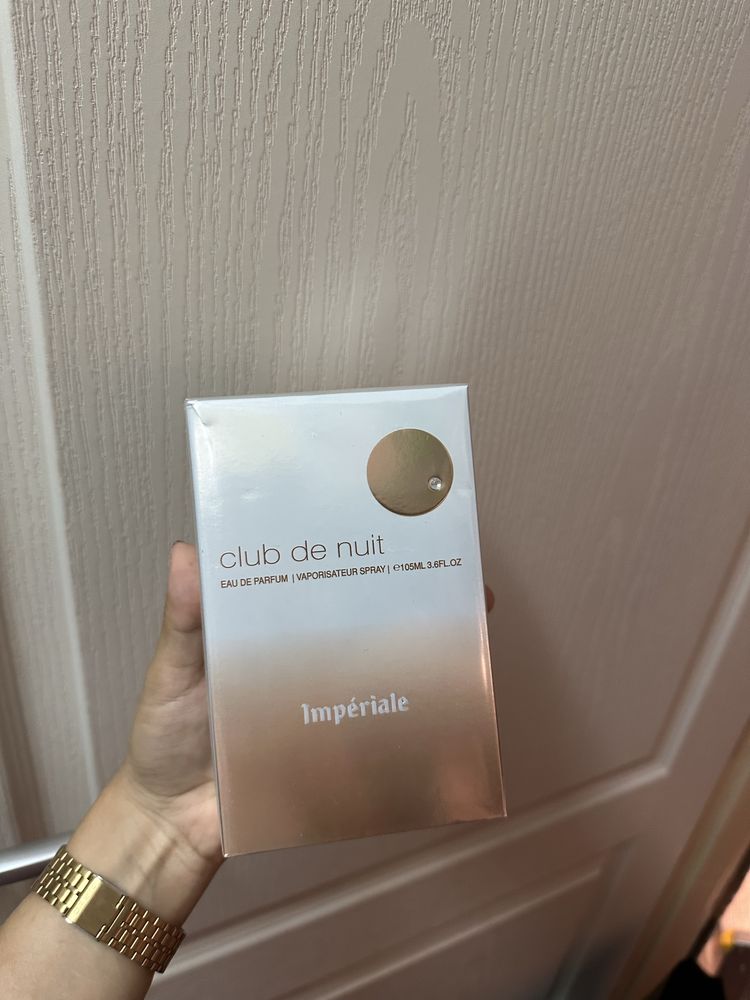 club de nuit
EAU DE PARFUM | VAPORISATEUR SPRAY | ℮105ML 3.6FL.OZ
Impériale